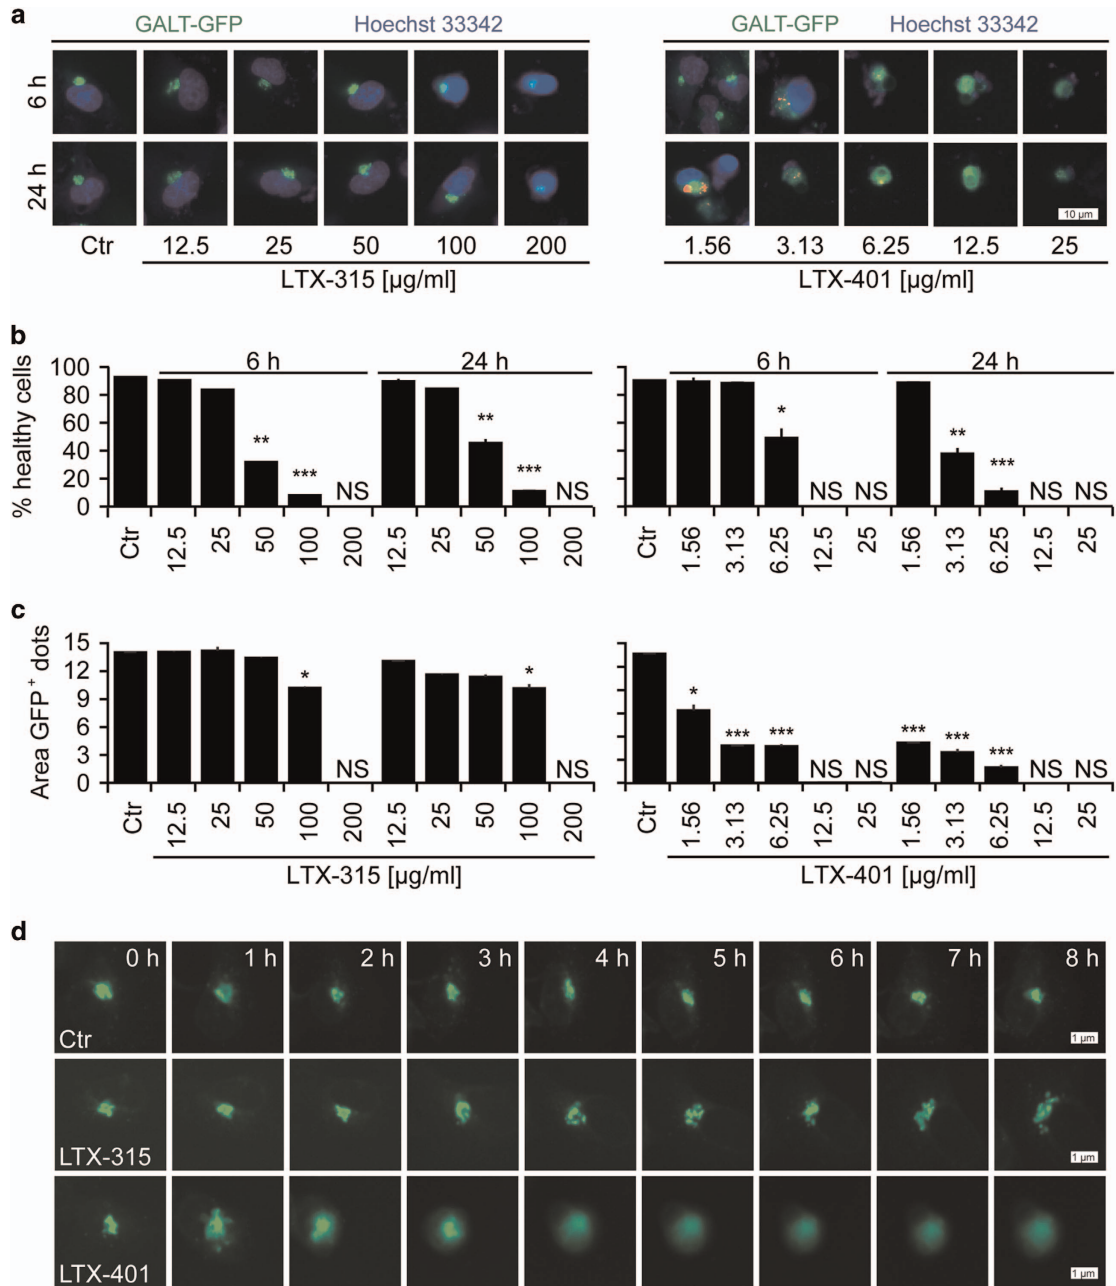 a
GALT-GFP Hoechst 33342 GALT-GFP Hoechst 33342
6 h
24 h
10 µm
Ctr 12.5 25 50 100 200 1.56 3.13 6.25 12.5 25
LTX-315 [µg/ml] LTX-401 [µg/ml]
b
6 h 24 h 6 h 24 h
% healthy cells
100
80
60
40
20
0
** *** NS ** *** NS * NS NS ** *** NS NS
Ctr 12.5 25 50 100 200 12.5 25 50 100 200 Ctr 1.56 3.13 6.25 12.5 25 1.56 3.13 6.25 12.5 25
c
Area GFP+ dots
15
12
9
6
3
0
* NS * NS * *** *** NS NS *** *** *** NS NS
Ctr 12.5 25 50 100 200 12.5 25 50 100 200 Ctr 1.56 3.13 6.25 12.5 25 1.56 3.13 6.25 12.5 25
LTX-315 [µg/ml] LTX-401 [µg/ml]
d
0 h 1 h 2 h 3 h 4 h 5 h 6 h 7 h 8 h
Ctr 1 µm
LTX-315 1 µm
LTX-401 1 µm